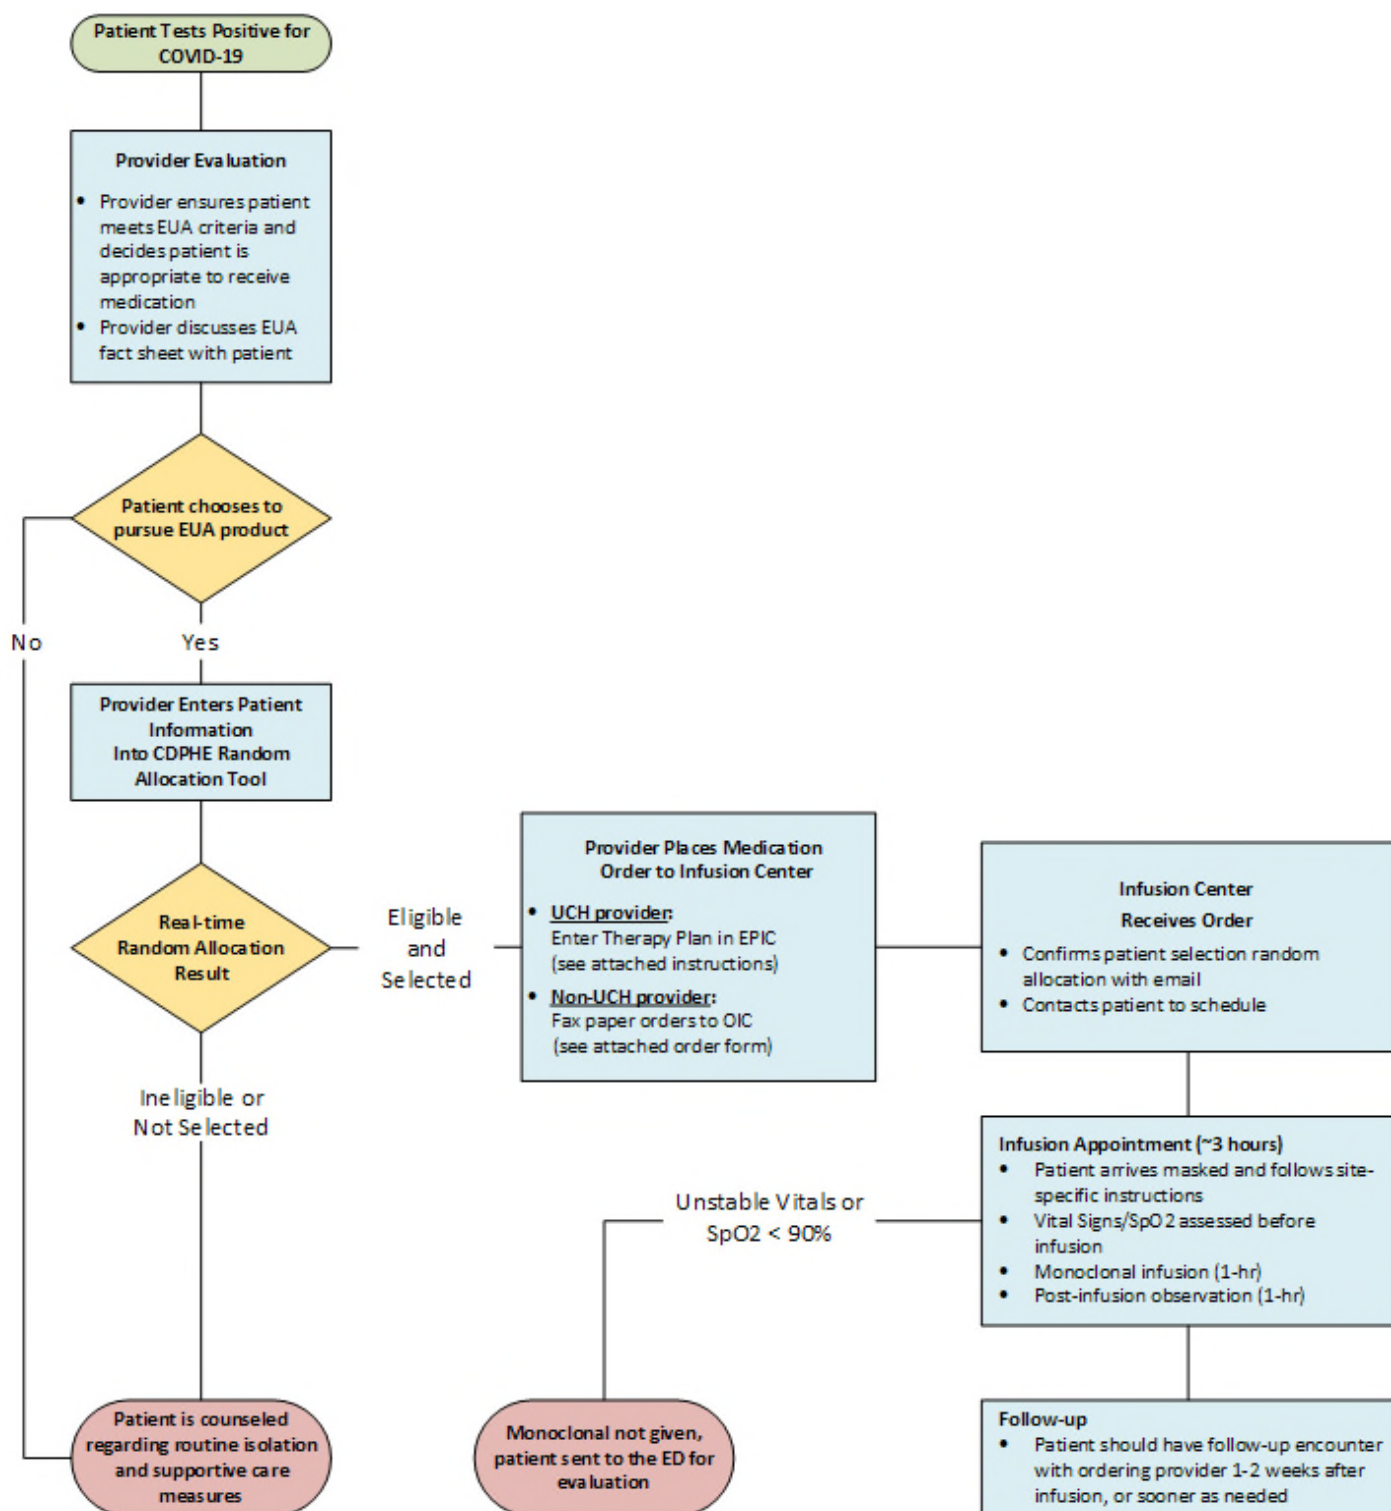 Patient Tests Positive for
COVID-19
Provider Evaluation
• Provider ensures patient
meets EUA criteria and
decides patient is
appropriate to receive
medication
• Provider discusses EUA
fact sheet with patient
Patient chooses to
pursue EUA product
No
Yes
Provider Enters Patient
Information
Into CDPHE Random
Allocation Tool
Real-time
Random Allocation
Result
Eligible
and
Selected
Ineligible or
Not Selected
Provider Places Medication
Order to Infusion Center
• UCH provider:
Enter Therapy Plan in EPIC
(see attached instructions)
• Non-UCH provider:
Fax paper orders to OIC
(see attached order form)
Infusion Center
Receives Order
• Confirms patient selection random
allocation with email
• Contacts patient to schedule
Infusion Appointment (~3 hours)
• Patient arrives masked and follows site-
specific instructions
• Vital Signs/SpO2 assessed before
infusion
• Monoclonal infusion (1-hr)
• Post-infusion observation (1-hr)
Unstable Vitals or
SpO2 < 90%
Patient is counseled
regarding routine isolation
and supportive care
measures
Monoclonal not given,
patient sent to the ED for
evaluation
Follow-up
• Patient should have follow-up encounter
with ordering provider 1-2 weeks after
infusion, or sooner as needed